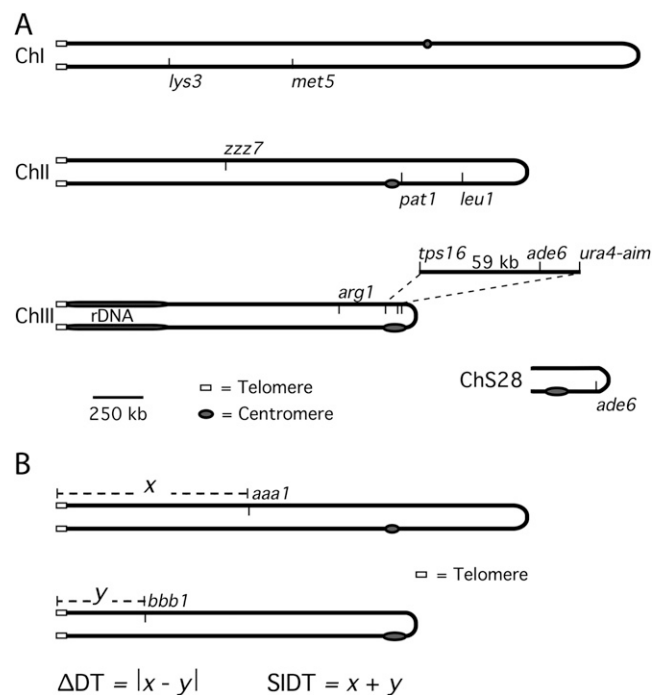 A
ChI
lys3
met5
zzz7
ChII
pat1
leu1
tps16
ade6
ura4-aim
59 kb
arg1
ChIII
rDNA
ChS28
ade6
= Telomere
250 kb
= Centromere
B
x
aaa1
= Telomere
y
bbb1
ΔDT = |x - y|
SIDT = x + y